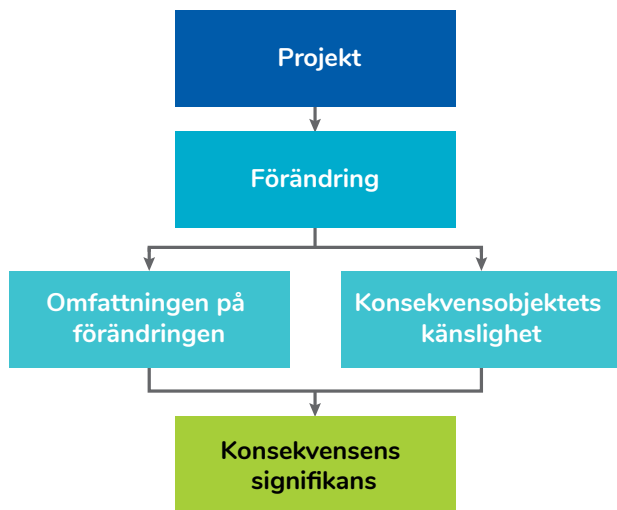 Projekt
Förändring
Omfattningen på
förändringen
Konsekvensobjektets
känslighet
Konsekvensens
signifikans